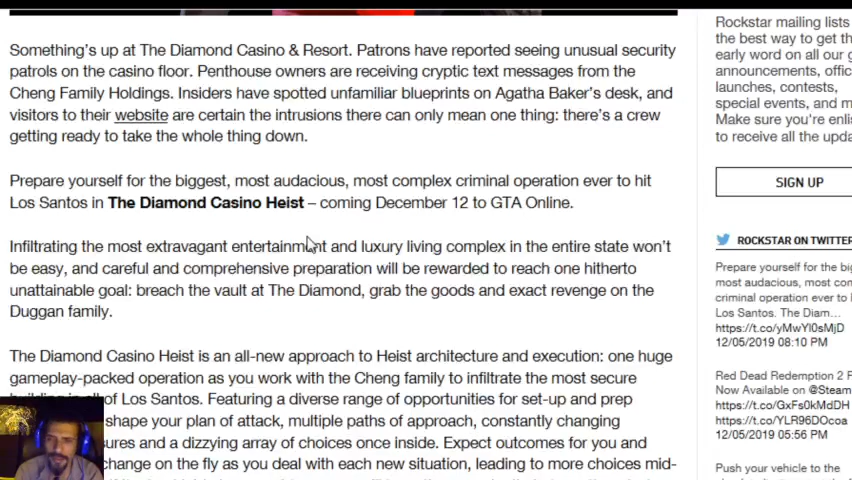 Something's up at The Diamond Casino & Resort. Patrons have reported seeing unusual security
patrols on the casino floor. Penthouse owners are receiving cryptic text messages from the
Cheng Family Holdings. Insiders have spotted unfamiliar blueprints on Agatha Baker's desk, and
visitors to their website are certain the intrusions there can only mean one thing: there's a crew
getting ready to take the whole thing down.
Prepare yourself for the biggest, most audacious, most complex criminal operation ever to hit
Los Santos in The Diamond Casino Heist – coming December 12 to GTA Online.
Infiltrating the most extravagant entertainment and luxury living complex in the entire state won't
be easy, and careful and comprehensive preparation will be rewarded to reach one hitherto
unattainable goal: breach the vault at The Diamond, grab the goods and exact revenge on the
Duggan family.
The Diamond Casino Heist is an all-new approach to Heist architecture and execution: one huge
gameplay-packed operation as you work with the Cheng family to infiltrate the most secure
of Los Santos. Featuring a diverse range of opportunities for set-up and prep
shape your plan of attack, multiple paths of approach, constantly changing
and a dizzying array of choices once inside. Expect outcomes for you and
change on the fly as you deal with each new situation, leading to more choices mid-
Rockstar mailing lists
the best way to get th
early word on all our g
announcements, offic
launches, contests,
special events, and m
Make sure you're enlis
to receive all the upda
SIGN UP
ROCKSTAR ON TWITTER
Prepare yourself for the big
most audacious, most com
criminal operation ever to h
Los Santos. The Diam...
https://t.co/yMwYl0sMjD
12/05/2019 08:10 PM
Red Dead Redemption 2 F
Now Available on @Steam
https://t.co/GxFs0kMdDH
https://t.co/YLR96DOcoa
12/05/2019 05:56 PM
Push your vehicle to the